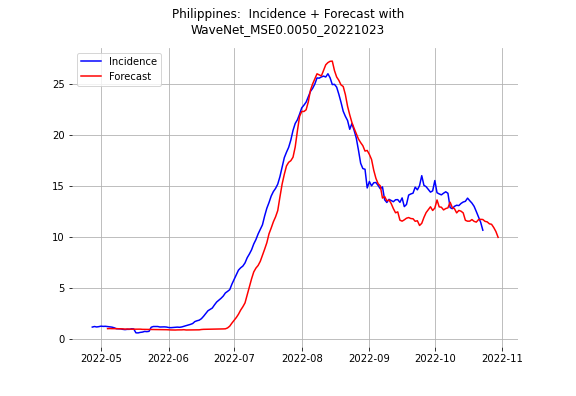 Philippines:  Incidence + Forecast with
WaveNet_MSE0.0050_20221023
Incidence
Forecast
25
20
15
10
5
0
2022-05 2022-06 2022-07 2022-08 2022-09 2022-10 2022-11